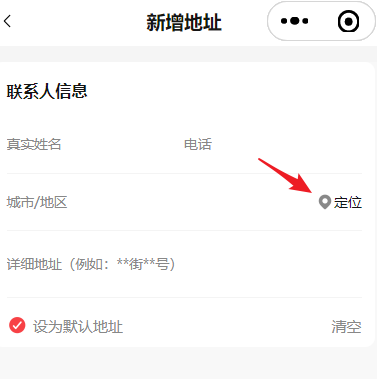 新增地址
联系人信息
真实姓名 电话
城市/地区 定位
详细地址（例如：**街**号）
设为默认地址 清空